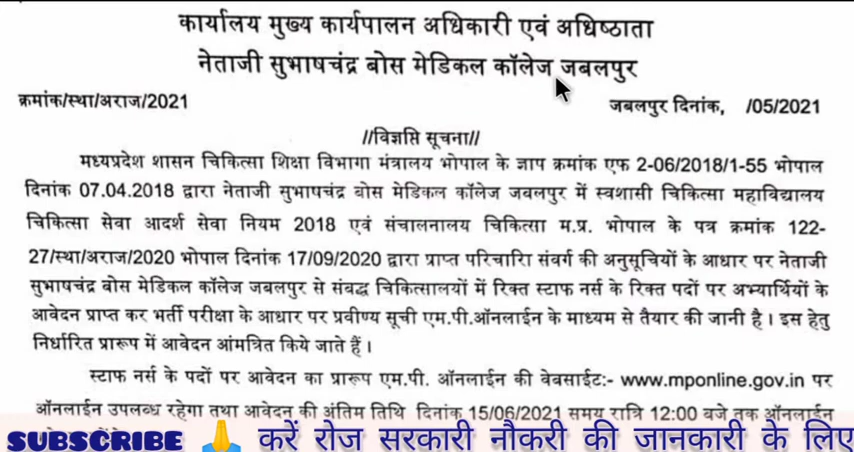 कार्यालय मुख्य कार्यपालन अधिकारी एवं अधिष्ठाता
नेताजी सुभाषचंद्र बोस मेडिकल कॉलेज जबलपुर
क्रमांक/स्था/अराज/2021 जबलपुर दिनांक, /05/2021
//विज्ञप्ति सूचना//
मध्यप्रदेश शासन चिकित्सा शिक्षा विभागा मंत्रालय भोपाल के ज्ञाप क्रमांक एफ 2-06/2018/1-55 भोपाल
दिनांक 07.04.2018 द्वारा नेताजी सुभाषचंद्र बोस मेडिकल कॉलेज जवलपुर में स्वशासी चिकित्सा महाविद्यालय
चिकित्सा सेवा आदर्श सेवा नियम 2018 एवं संचालनालय चिकित्सा म.प्र. भोपाल के पत्र क्रमांक 122-
27/स्था/अराज/2020 भोपाल दिनांक 17/09/2020 द्वारा प्राप्त परिचारिा संवर्ग की अनुसूचियों के आधार पर नेताजी
सुभाषचंद्र बोस मेडिकल कॉलेज जबलपुर से संबद्ध चिकित्सालयों में रिक्त स्टाफ नर्स के रिक्त पदों पर अभ्यार्थियों के
आवेदन प्राप्त कर भर्ती परीक्षा के आधार पर प्रवीण्य सूची एम.पी.ऑनलाईन के माध्यम से तैयार की जानी है। इस हेतु
निर्धारित प्रारूप में आवेदन आंमत्रित किये जाते हैं।
स्टाफ नर्स के पदों पर आवेदन का प्रारूप एम.पी. ऑनलाईन की वेबसाईट:- www.mponline.gov.in पर
ऑनलाईन उपलब्ध रहेगा तथा आवेदन की अंतिम तिथि दिनांक 15/06/2021 समय रात्रि 12:00 बजे तक ऑनलाईन
SUBSCRIBE 🙏 करें रोज सरकारी नौकरी की जानकारी के लिए